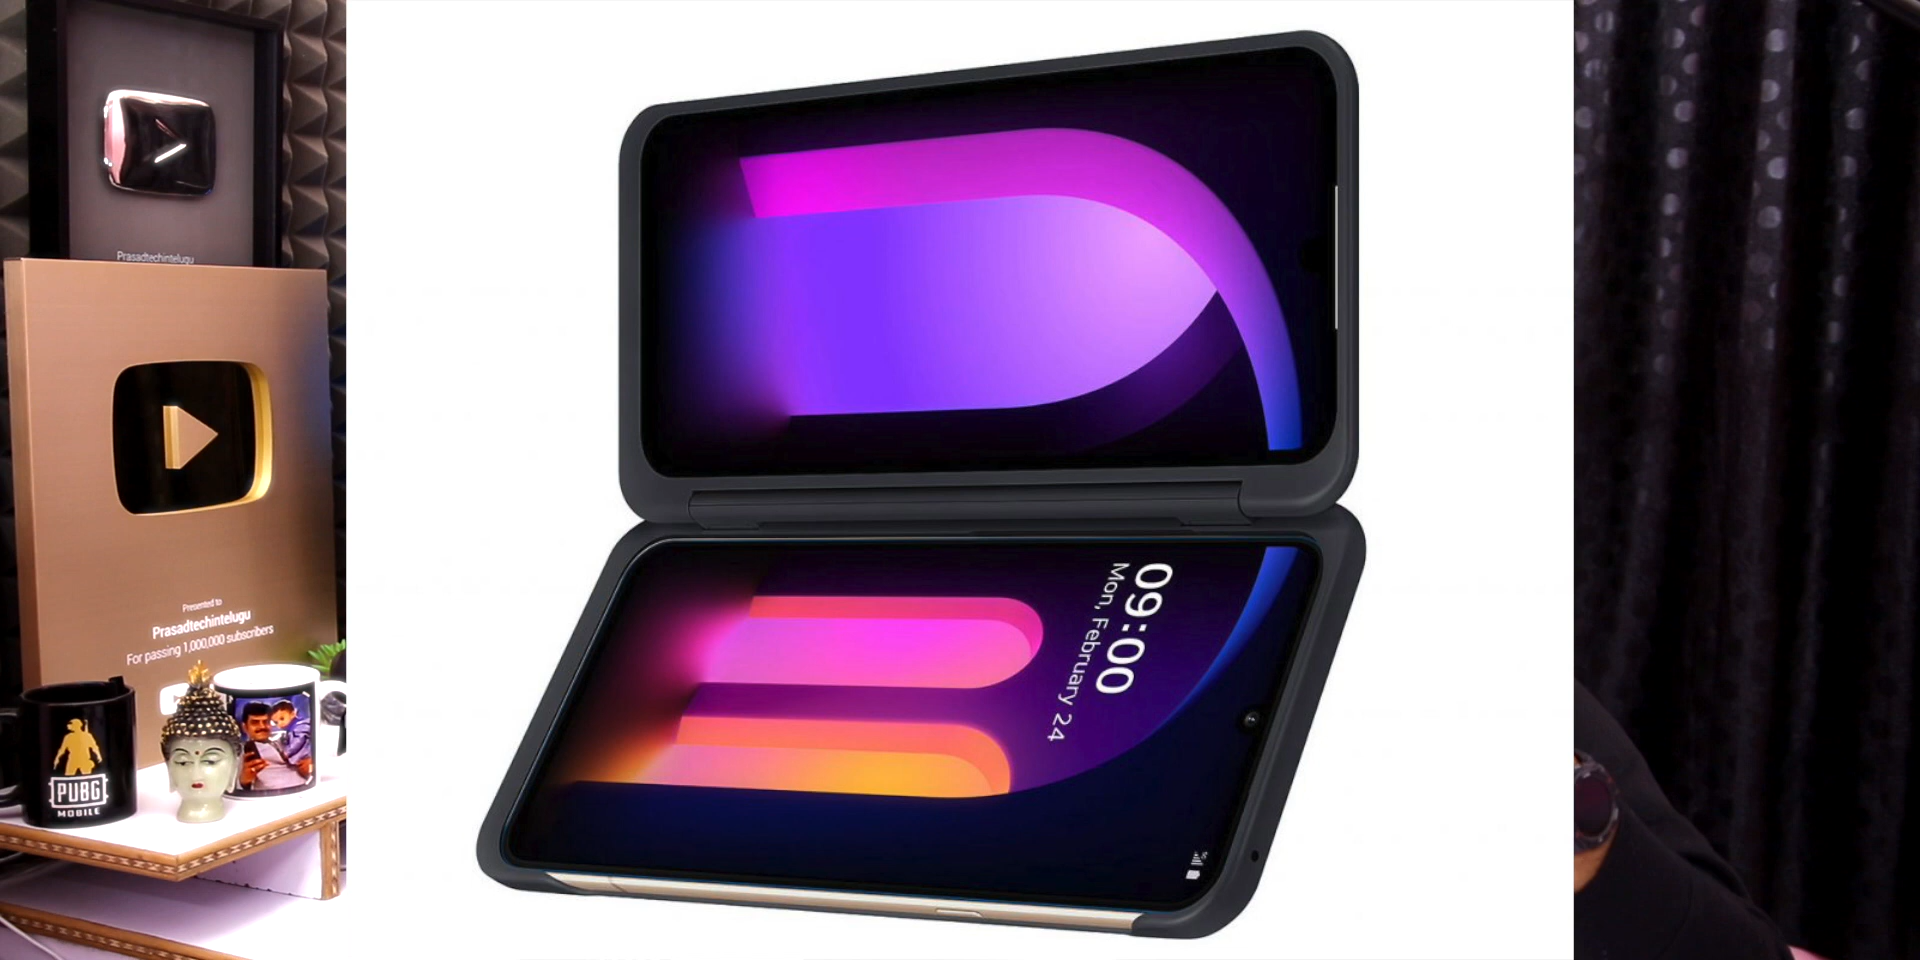 Prasadtechintelugu
Presented to
Prasadtechintelugu
For passing 1,000,000 subscribers
PUBG
MOBILE
09:00
Mon, February 24